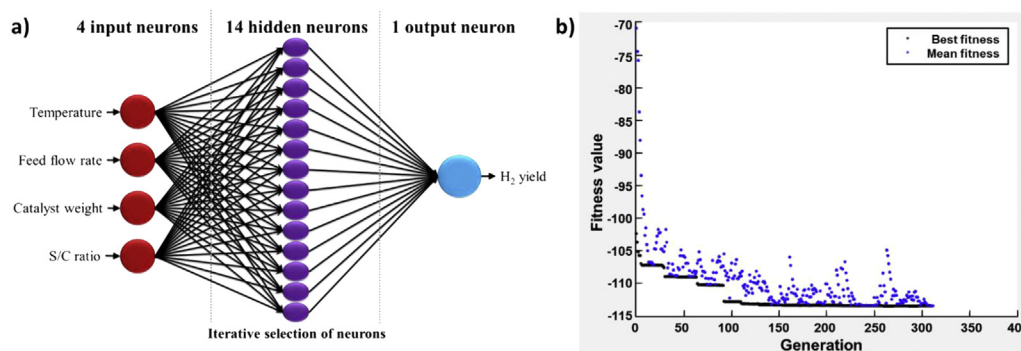 a)
4 input neurons
14 hidden neurons
1 output neuron
Temperature
Feed flow rate
Catalyst weight
S/C ratio
H₂ yield
Iterative selection of neurons
b)
-70
-75
-80
-85
-90
-95
-100
-105
-110
-115
Fitness value
Best fitness
Mean fitness
0 50 100 150 200 250 300 350 40
Generation